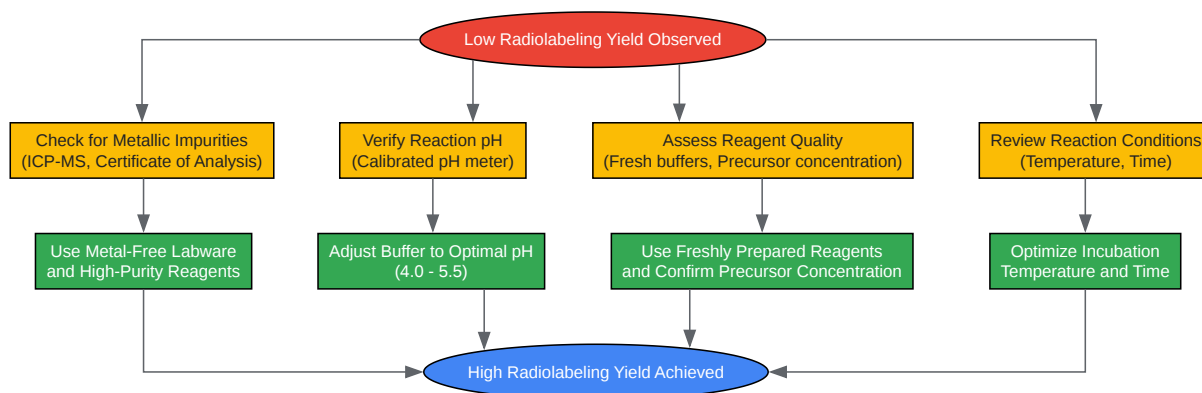 Low Radiolabeling Yield Observed
Check for Metallic Impurities
(ICP-MS, Certificate of Analysis)
Verify Reaction pH
(Calibrated pH meter)
Assess Reagent Quality
(Fresh buffers, Precursor concentration)
Review Reaction Conditions
(Temperature, Time)
Use Metal-Free Labware
and High-Purity Reagents
Adjust Buffer to Optimal pH
(4.0 - 5.5)
Use Freshly Prepared Reagents
and Confirm Precursor Concentration
Optimize Incubation
Temperature and Time
High Radiolabeling Yield Achieved